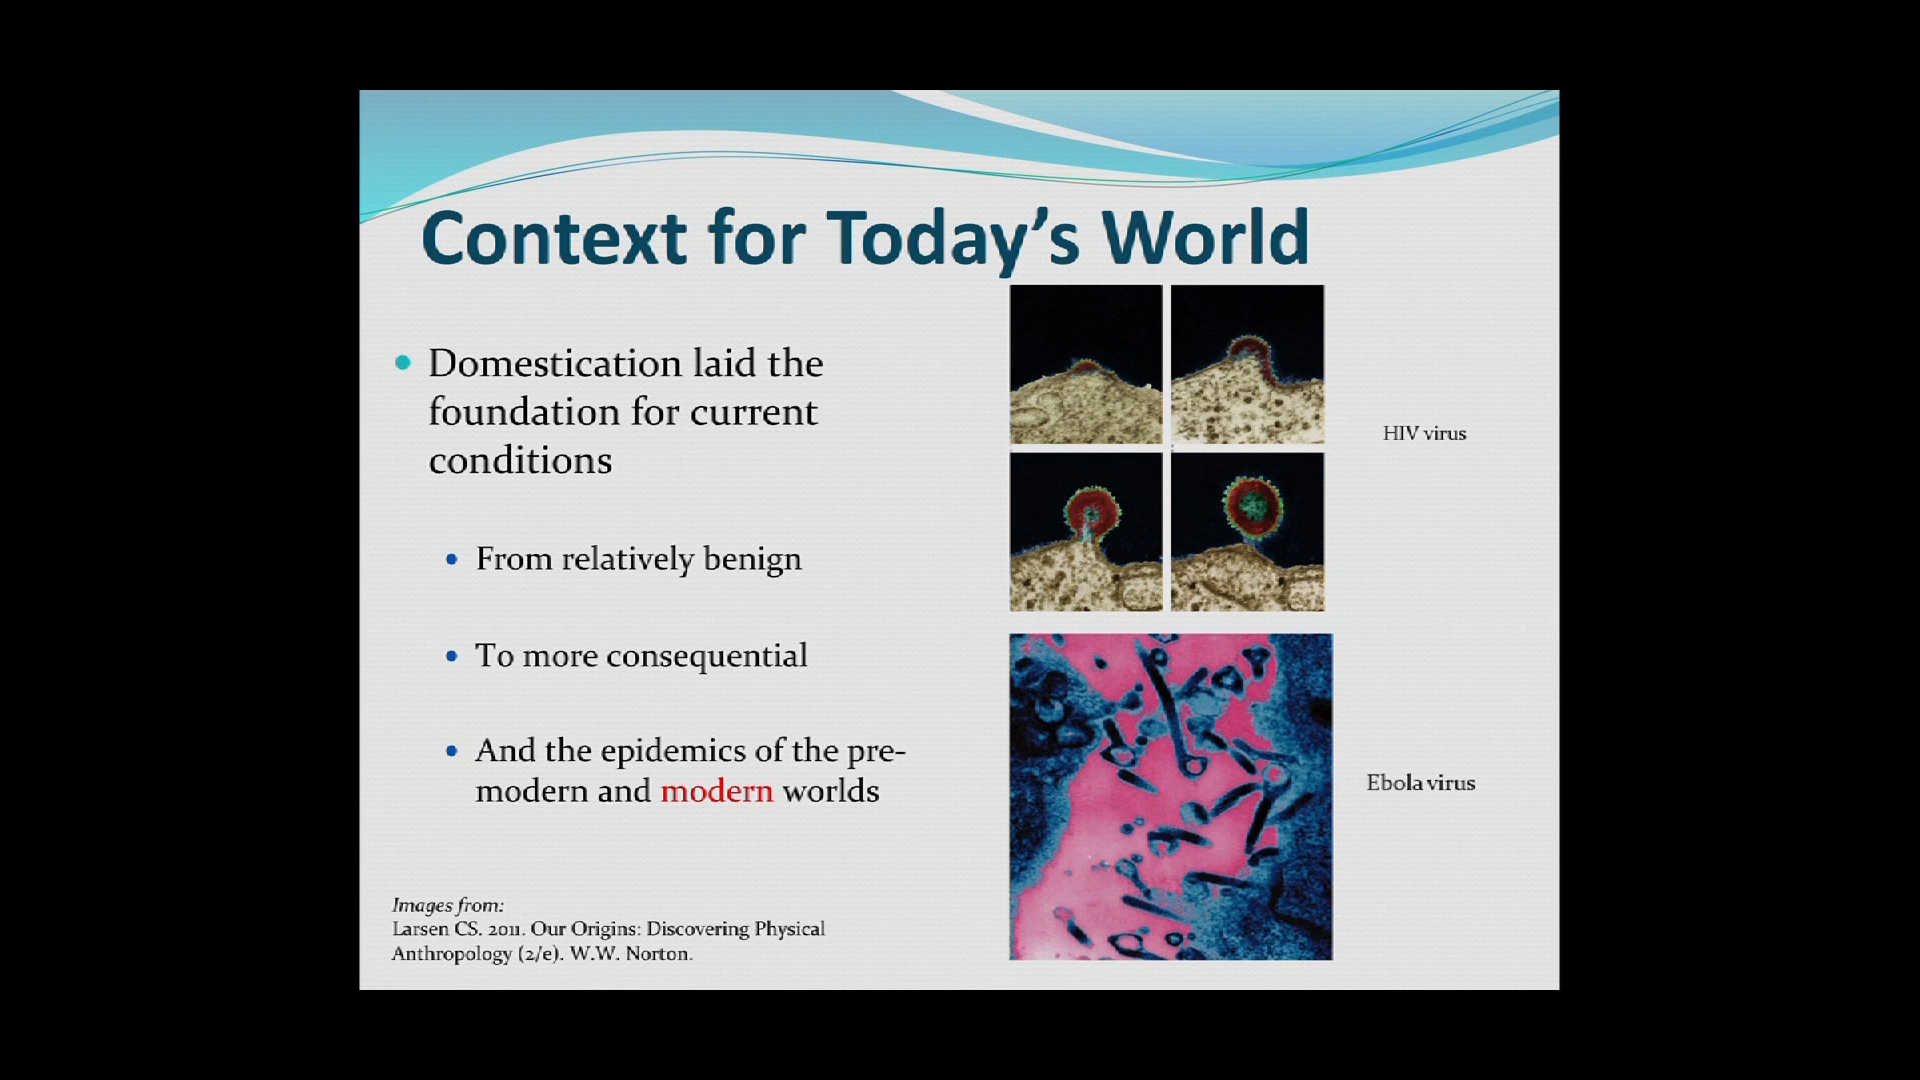 Context for Today’s World
• Domestication laid the
foundation for current
conditions
• From relatively benign
• To more consequential
• And the epidemics of the pre-
modern and modern worlds
HIV virus
Ebola virus
Images from:
Larsen CS. 2011. Our Origins: Discovering Physical
Anthropology (2/e). W.W. Norton.